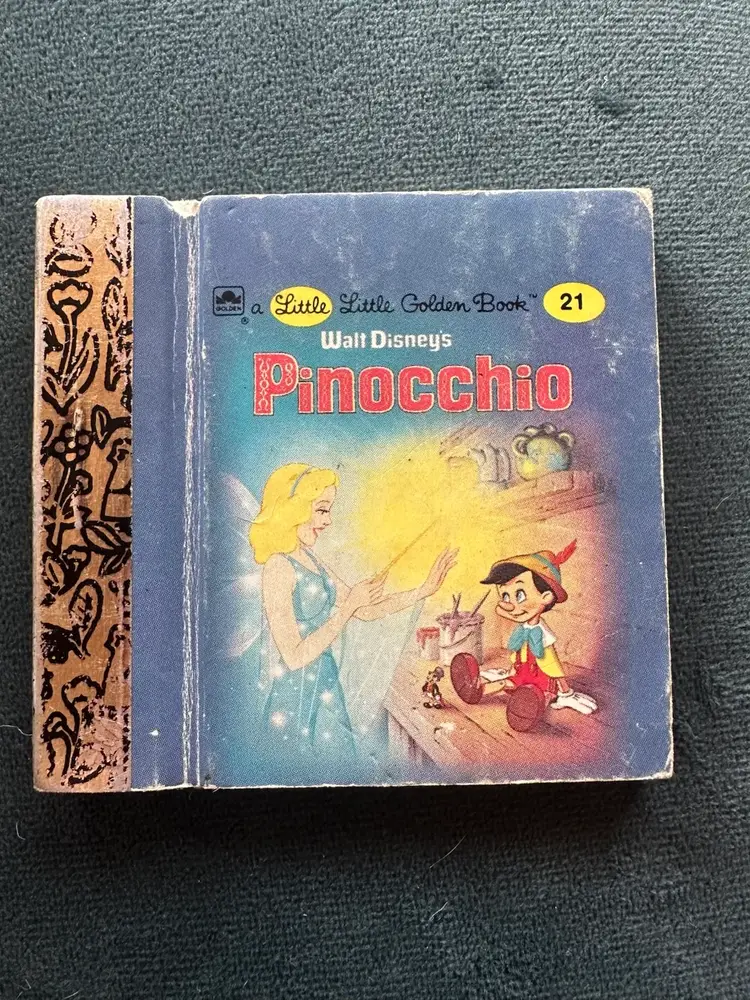 GOLDEN ® a Little Little Golden Book™ 21
Walt Disney's
Pinocchio